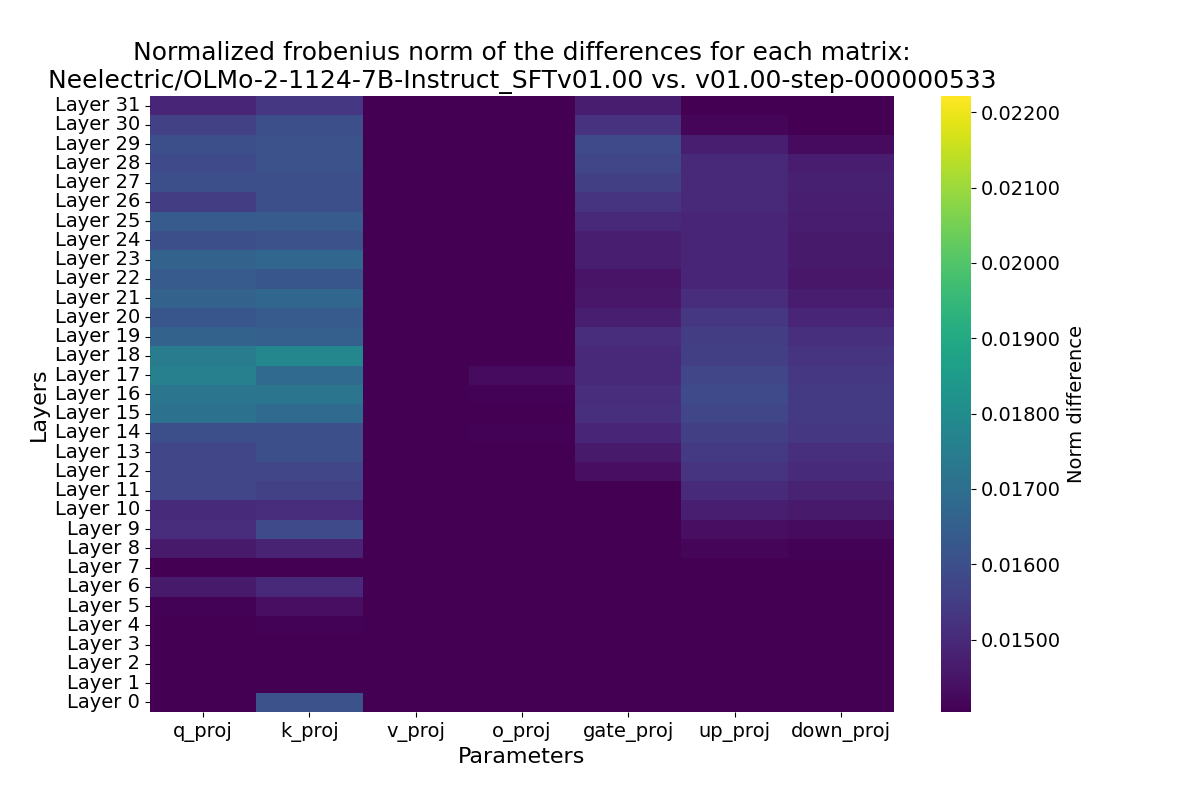 Normalized frobenius norm of the differences for each matrix:
Neelectric/OLMo-2-1124-7B-Instruct_SFTv01.00 vs. v01.00-step-000000533
Layers
Layer 31
Layer 30
Layer 29
Layer 28
Layer 27
Layer 26
Layer 25
Layer 24
Layer 23
Layer 22
Layer 21
Layer 20
Layer 19
Layer 18
Layer 17
Layer 16
Layer 15
Layer 14
Layer 13
Layer 12
Layer 11
Layer 10
Layer 9
Layer 8
Layer 7
Layer 6
Layer 5
Layer 4
Layer 3
Layer 2
Layer 1
Layer 0
q_proj k_proj v_proj o_proj gate_proj up_proj down_proj
Parameters
0.02200
0.02100
0.02000
0.01900
0.01800
0.01700
0.01600
0.01500
Norm difference